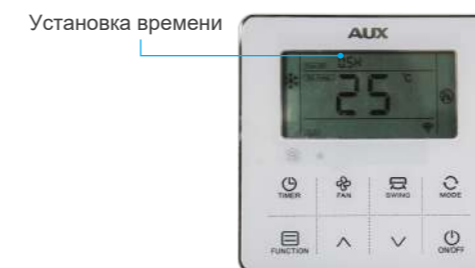 Установка времени
AUX
25 °C
TIMER FAN SWING MODE
FUNCTION ON/OFF